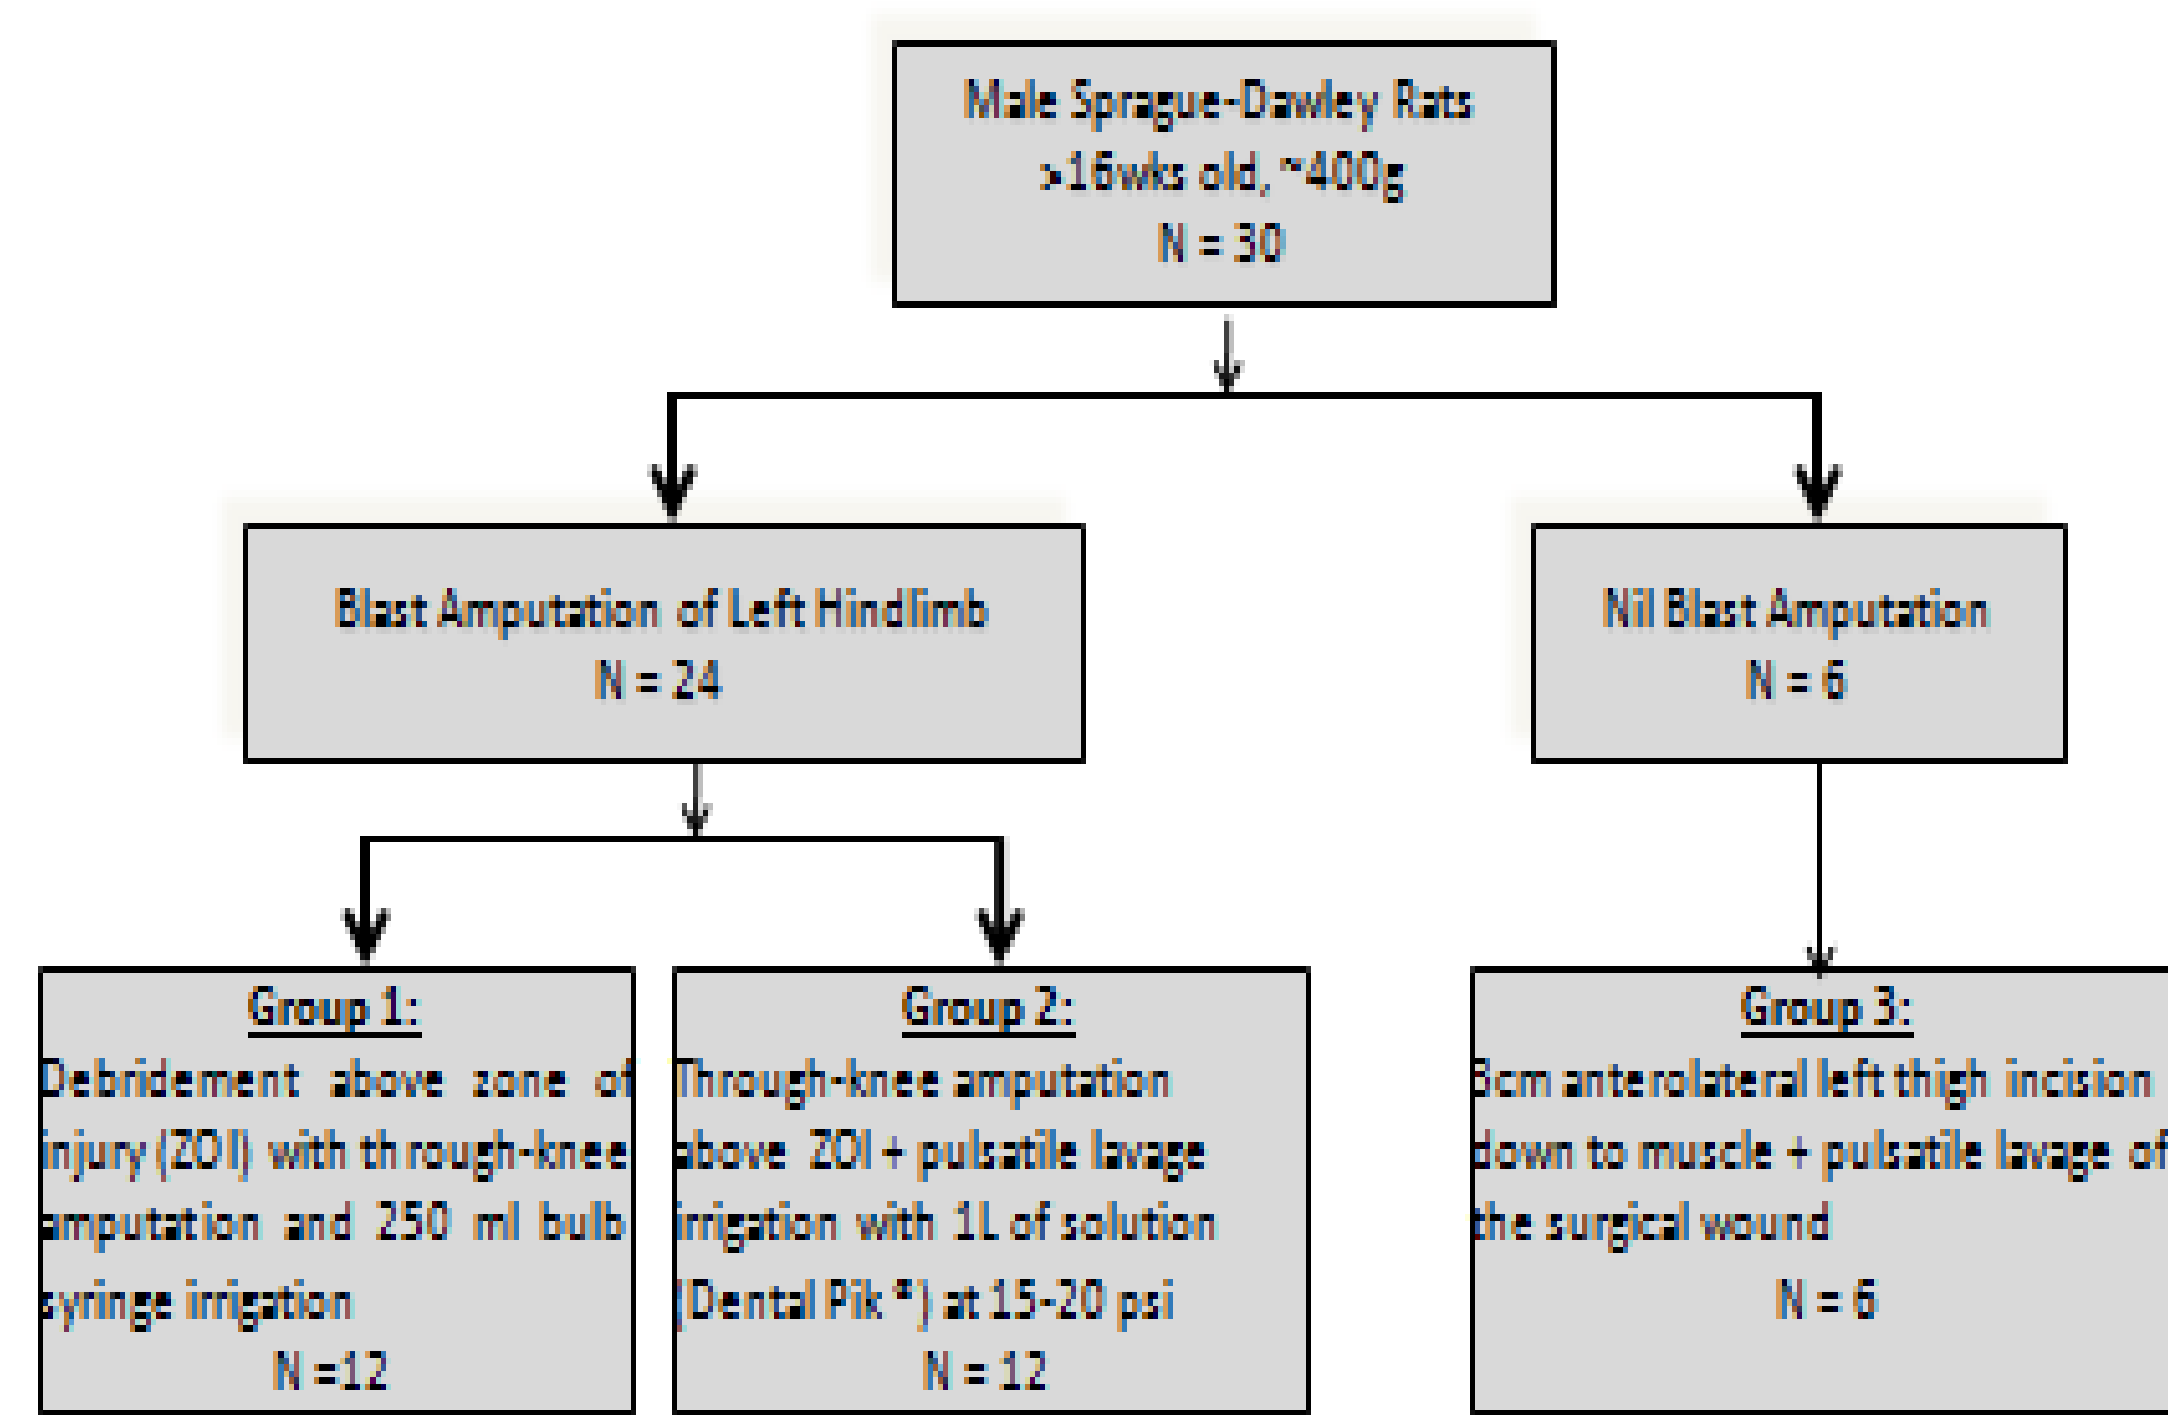 Male Sprague-Dawley Rats
>16wks old, ~400g
N = 30
Blast Amputation of Left Hindlimb
N = 24
Nil Blast Amputation
N = 6
Group 1:
Debridement above zone of
injury (ZOI) with through-knee
amputation and 250 ml bulb
syringe irrigation
N =12
Group 2:
Through-knee amputation
above ZOI + pulsatile lavage
irrigation with 1L of solution
(Dental Pik ®) at 15-20 psi
N = 12
Group 3:
3cm anterolateral left thigh incision
down to muscle + pulsatile lavage of
the surgical wound
N = 6